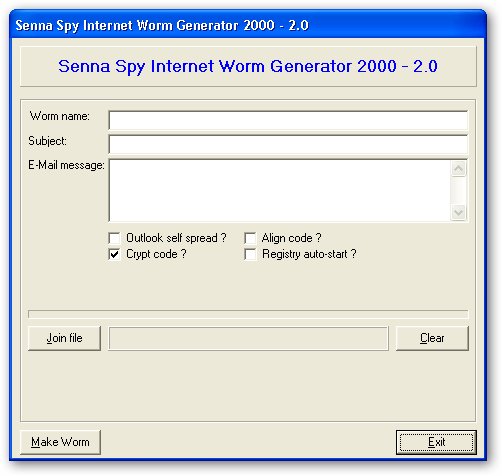 Senna Spy Internet Worm Generator 2000 - 2.0
Senna Spy Internet Worm Generator 2000 - 2.0
Worm name:
Subject:
E-Mail message:
Outlook self spread ? Align code ?
Crypt code ? Registry auto-start ?
Join file Clear
Make Worm Exit